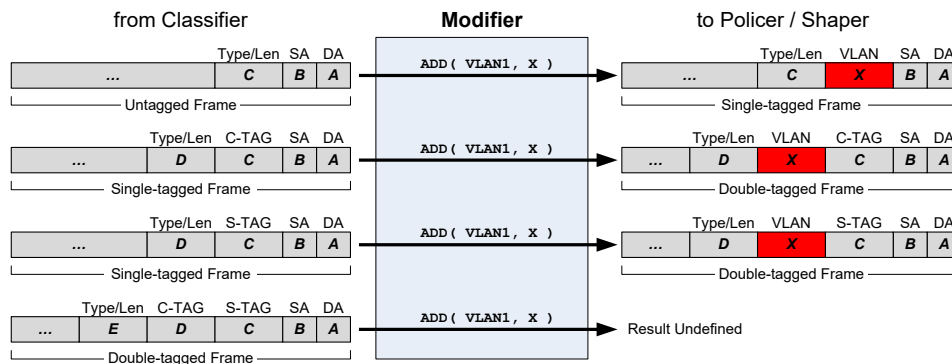 from Classifier Modifier to Policer / Shaper
Type/Len SA DA ADD( VLAN1, X ) Type/Len VLAN SA DA
... C B A ... C X B A
Untagged Frame Single-tagged Frame
Type/Len C-TAG SA DA ADD( VLAN1, X ) Type/Len VLAN C-TAG SA DA
... D C B A ... D X C B A
Single-tagged Frame Double-tagged Frame
Type/Len S-TAG SA DA ADD( VLAN1, X ) Type/Len VLAN S-TAG SA DA
... D C B A ... D X C B A
Single-tagged Frame Double-tagged Frame
Type/Len C-TAG S-TAG SA DA ADD( VLAN1, X )
... E D C B A Result Undefined
Double-tagged Frame